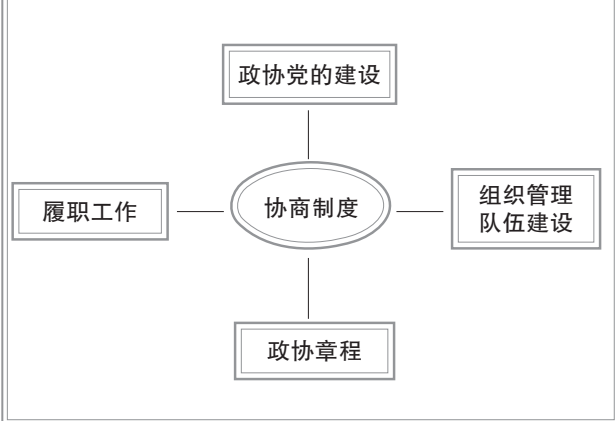 政协党的建设
履职工作
协商制度
组织管理
队伍建设
政协章程